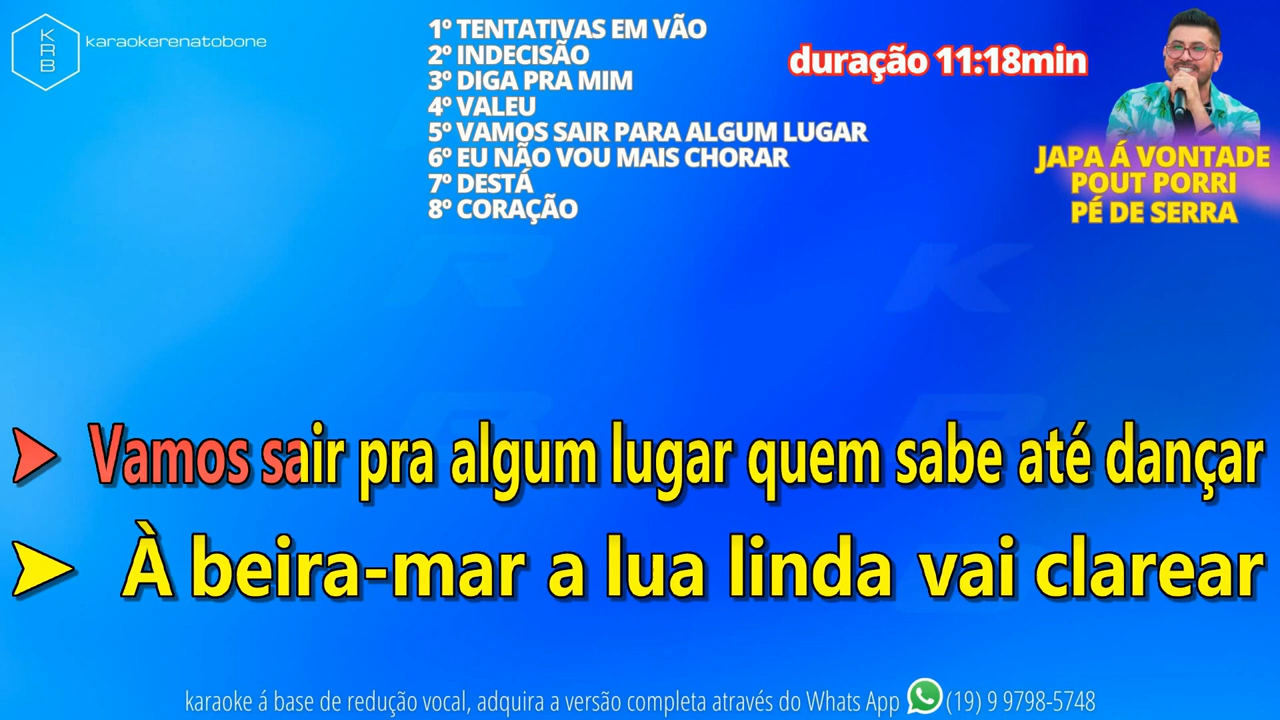 K
R
B
karaokerenatobone
1º TENTATIVAS EM VÃO
2º INDECISÃO
3º DIGA PRA MIM
4º VALEU
5º VAMOS SAIR PARA ALGUM LUGAR
6º EU NÃO VOU MAIS CHORAR
7º DESTÁ
8º CORAÇÃO
duração 11:18min
JAPA Á VONTADE
POUT PORRI
PÉ DE SERRA
R K
R B
Vamos sair pra algum lugar quem sabe até dançar
À beira-mar a lua linda vai clarear
karaoke á base de redução vocal, adquira a versão completa através do Whats App (19) 9 9798-5748